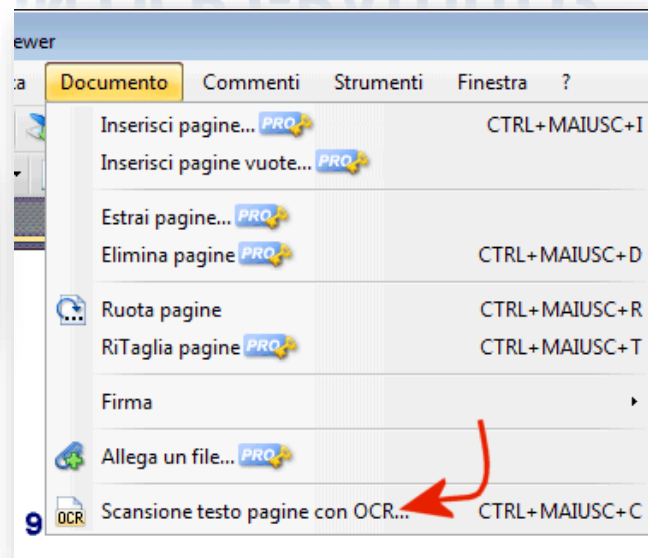 ewer
ta Documento Commenti Strumenti Finestra ?
Inserisci pagine... PRO CTRL+MAIUSC+I
Inserisci pagine vuote... PRO
Estrai pagine... PRO
Elimina pagine PRO CTRL+MAIUSC+D
Ruota pagine CTRL+MAIUSC+R
RiTaglia pagine PRO CTRL+MAIUSC+T
Firma
Allega un file... PRO
9 OCR Scansione testo pagine con OCR... CTRL+MAIUSC+C